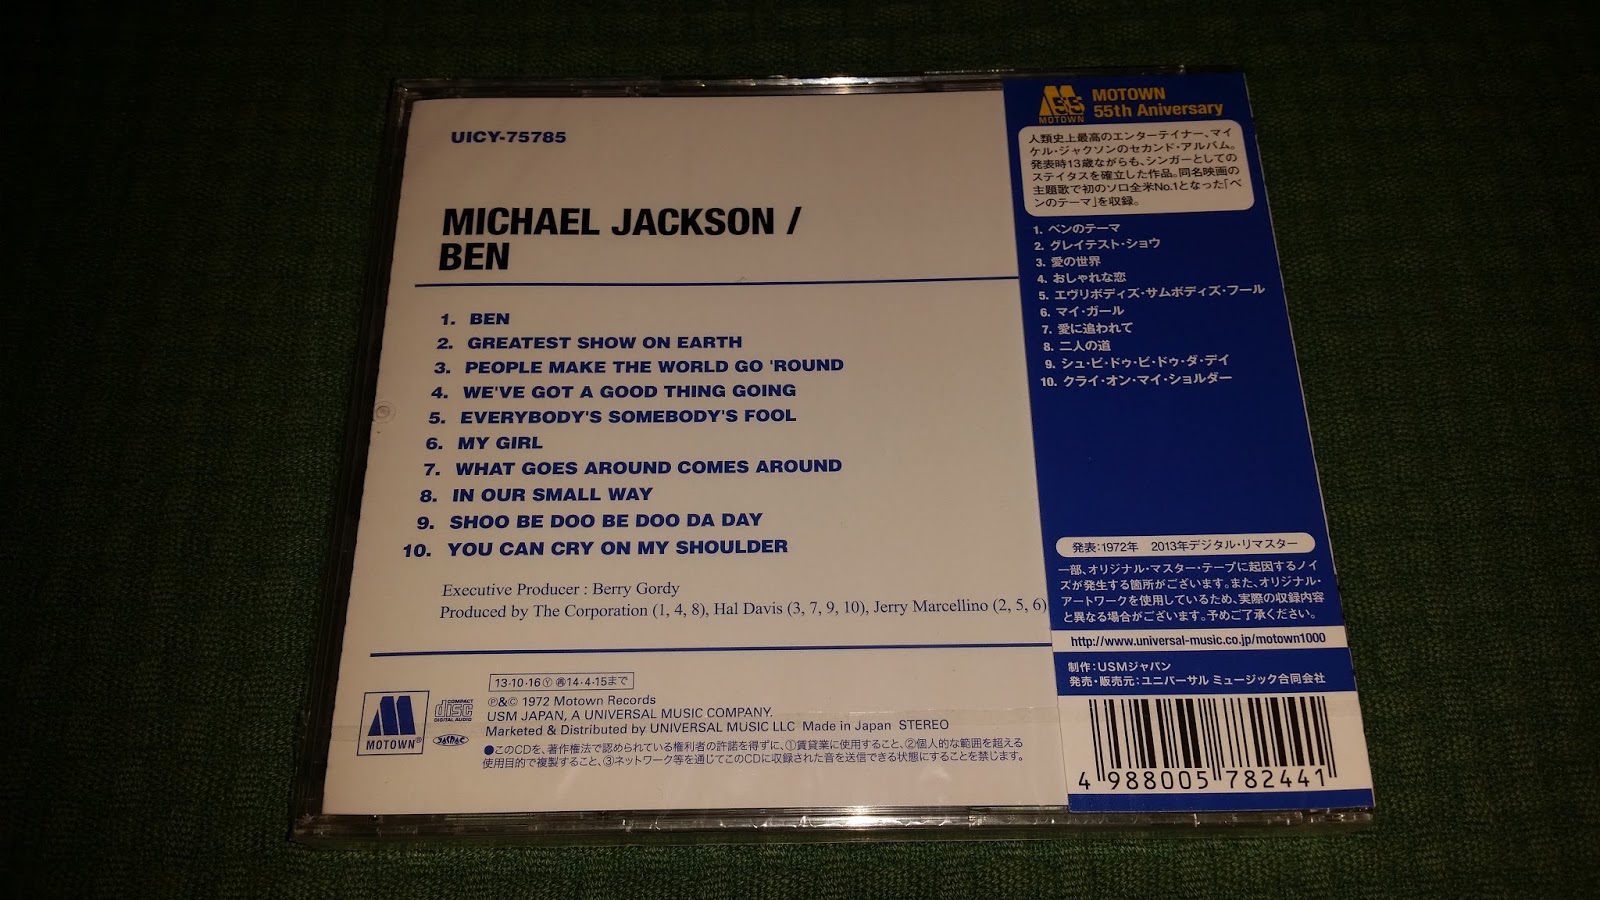 UICY-75785
MICHAEL JACKSON /
BEN
1. BEN
2. GREATEST SHOW ON EARTH
3. PEOPLE MAKE THE WORLD GO 'ROUND
4. WE'VE GOT A GOOD THING GOING
5. EVERYBODY'S SOMEBODY'S FOOL
6. MY GIRL
7. WHAT GOES AROUND COMES AROUND
8. IN OUR SMALL WAY
9. SHOO BE DOO BE DOO DA DAY
10. YOU CAN CRY ON MY SHOULDER
Executive Producer : Berry Gordy
Produced by The Corporation (1, 4, 8), Hal Davis (3, 7, 9, 10), Jerry Marcellino (2, 5, 6)
13·10·16 Ⓨ ㊢14·4·15まで
℗&© 1972 Motown Records
USM JAPAN, A UNIVERSAL MUSIC COMPANY.
Marketed & Distributed by UNIVERSAL MUSIC LLC Made in Japan STEREO
●このCDを、著作権法で認められている権利者の許諾を得ずに、①賃貸業に使用すること、②個人的な範囲を超える
使用目的で複製すること、③ネットワーク等を通じてこのCDに収録された音を送信できる状態にすることを禁じます。
M
MOTOWN®
COMPACT
disc
DIGITAL AUDIO
JASRAC
M55
MOTOWN
MOTOWN
55th Aniversary
人類史上最高のエンターテイナー、マイ
ケル・ジャクソンのセカンド・アルバム。
発表時13歳ながらも、シンガーとしての
ステイタスを確立した作品。同名映画の
主題歌で初のソロ全米No.1となった「ベ
ンのテーマ」を収録。
1. ベンのテーマ
2. グレイテスト・ショウ
3. 愛の世界
4. おしゃれな恋
5. エヴリボディズ・サムボディズ・フール
6. マイ・ガール
7. 愛に追われて
8. 二人の道
9. シュ・ビ・ドゥ・ビ・ドゥ・ダ・デイ
10. クライ・オン・マイ・ショルダー
発表:1972年 2013年デジタル・リマスター
一部、オリジナル・マスター・テープに起因するノイ
ズが発生する箇所がございます。また、オリジナル・
アートワークを使用しているため、実際の収録内容
と異なる場合がございます。予めご了承ください。
http://www.universal-music.co.jp/motown1000
制作:USMジャパン
発売・販売元:ユニバーサル ミュージック合同会社
4 988005 782441